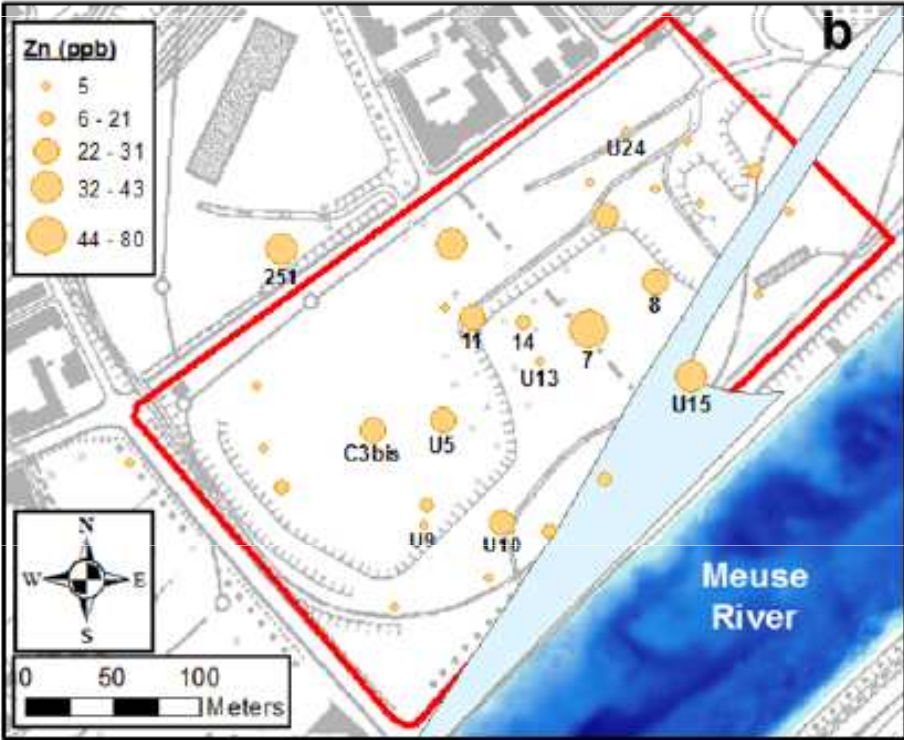 b
Zn (ppb)
5
6 - 21
22 - 31
32 - 43
44 - 80
U24
251
8
11
14
7
U13
U15
C3bis
U5
U9
U10
N
W
E
S
Meuse
River
0 50 100
Meters